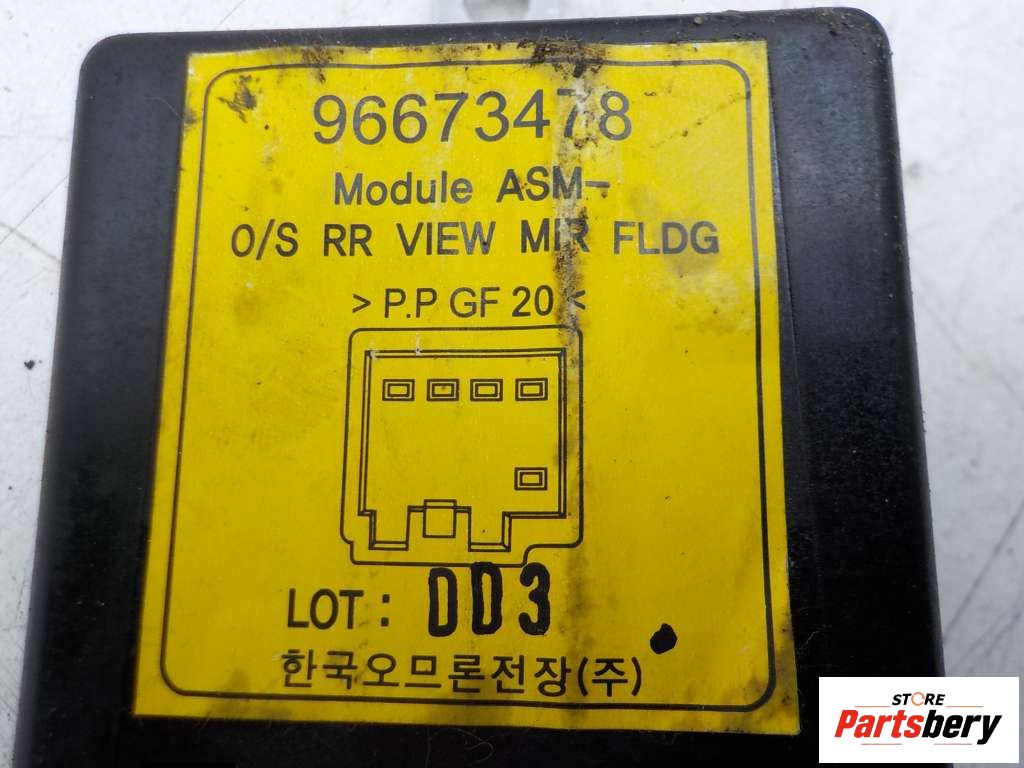 96673478
Module ASM-
O/S RR VIEW MIR FLDG
> P.P GF 20 <
LOT : DD3
한국오므론전장(주)
STORE
Partsbery